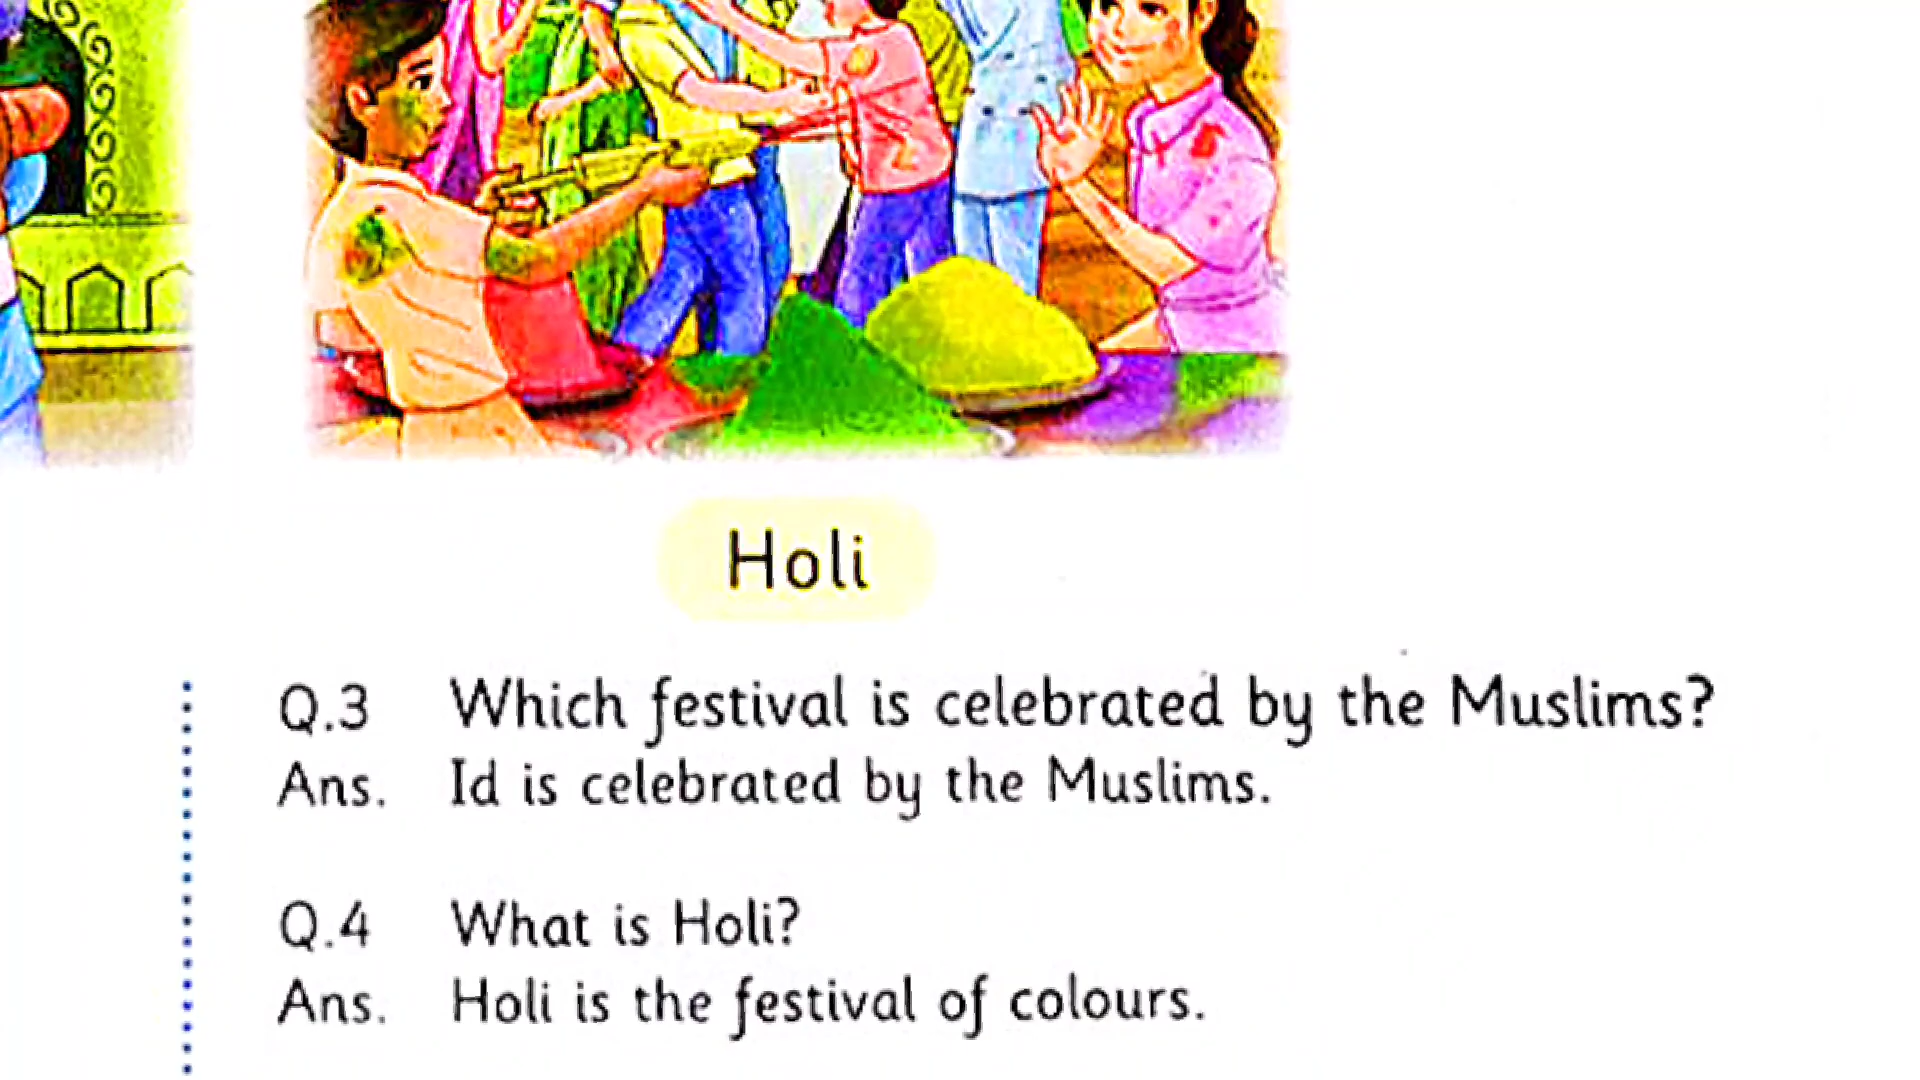 Holi
Q.3 Which festival is celebrated by the Muslims?
Ans. Id is celebrated by the Muslims.
Q.4 What is Holi?
Ans. Holi is the festival of colours.